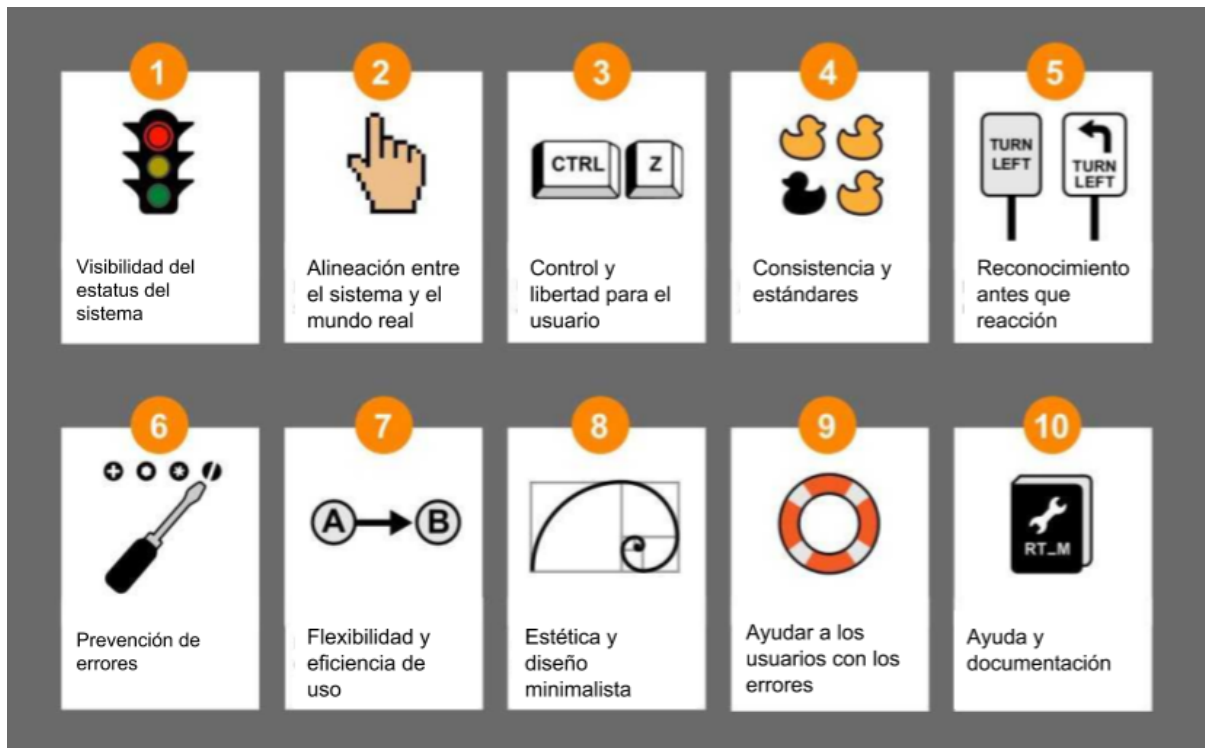 1
2
3
4
5
CTRL
Z
TURN
LEFT
TURN
LEFT
Visibilidad del
estatus del
sistema
Alineación entre
el sistema y el
mundo real
Control y
libertad para el
usuario
Consistencia y
estándares
Reconocimiento
antes que
reacción
6
7
8
9
10
A
B
RT_M
Prevención de
errores
Flexibilidad y
eficiencia de
uso
Estética y
diseño
minimalista
Ayudar a los
usuarios con los
errores
Ayuda y
documentación